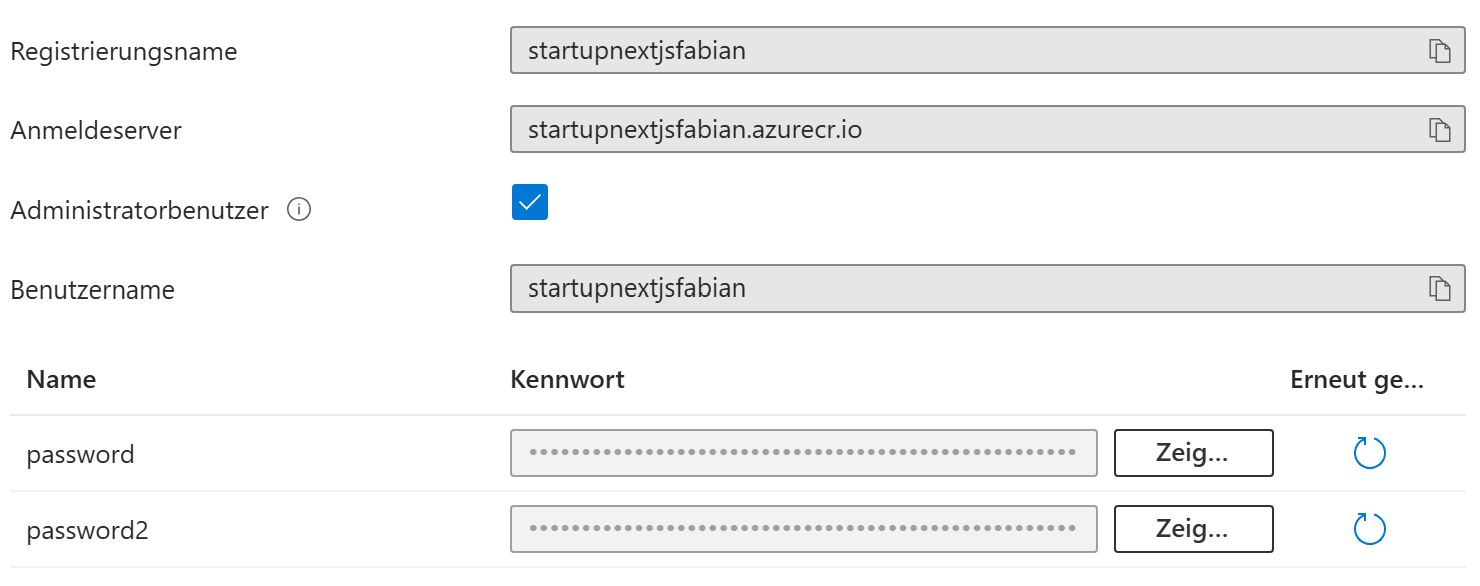 Registrierungsname startupnextjsfabian
Anmeldeserver startupnextjsfabian.azurecr.io
Administratorbenutzer
Benutzername startupnextjsfabian
Name Kennwort Erneut ge...
password •••••••••••••••••••••••••••••••••••••••••••••••••••• Zeig...
password2 •••••••••••••••••••••••••••••••••••••••••••••••••••• Zeig...